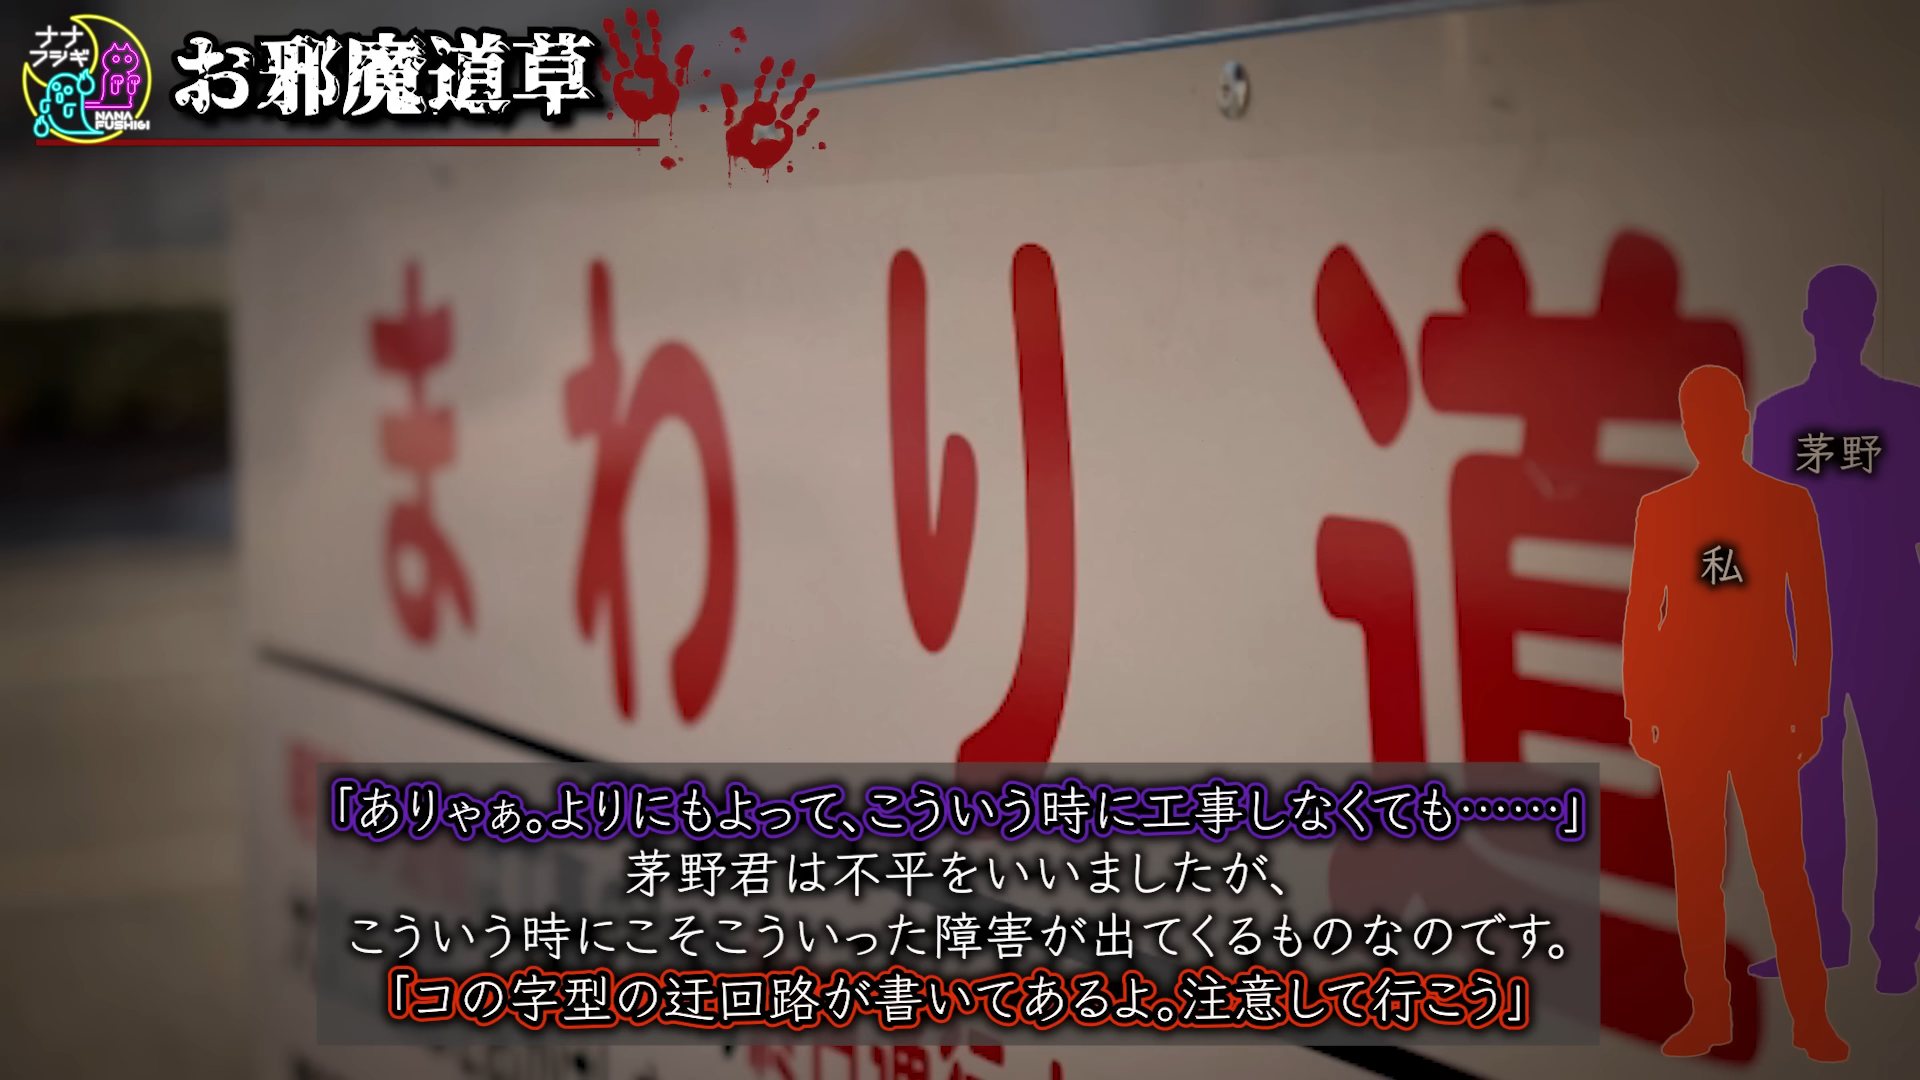 ナナ
フシギ
NANA
FUSHIGI
お邪魔道草
まわり道
茅野
私
「ありゃぁ。よりにもよって、こういう時に工事しなくても……」
茅野君は不平をいいましたが、
こういう時にこそこういった障害が出てくるものなのです。
「コの字型の迂回路が書いてあるよ。注意して行こう」